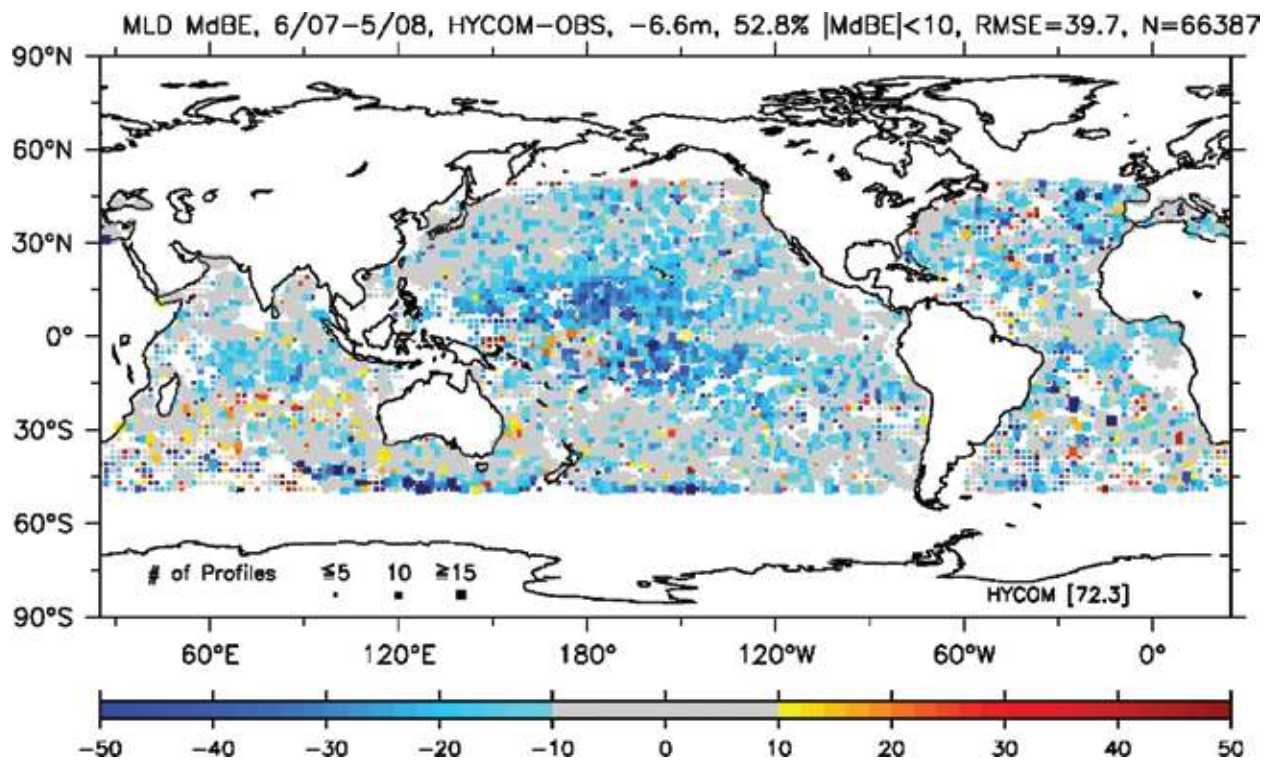 MLD MdBE, 6/07-5/08, HYCOM-OBS, -6.6m, 52.8% |MdBE|<10, RMSE=39.7, N=66387
90°N
60°N
30°N
0°
30°S
60°S
90°S
# of Profiles ≦5 10 ≧15
HYCOM [72.3]
60°E 120°E 180° 120°W 60°W 0°
-50 -40 -30 -20 -10 0 10 20 30 40 50